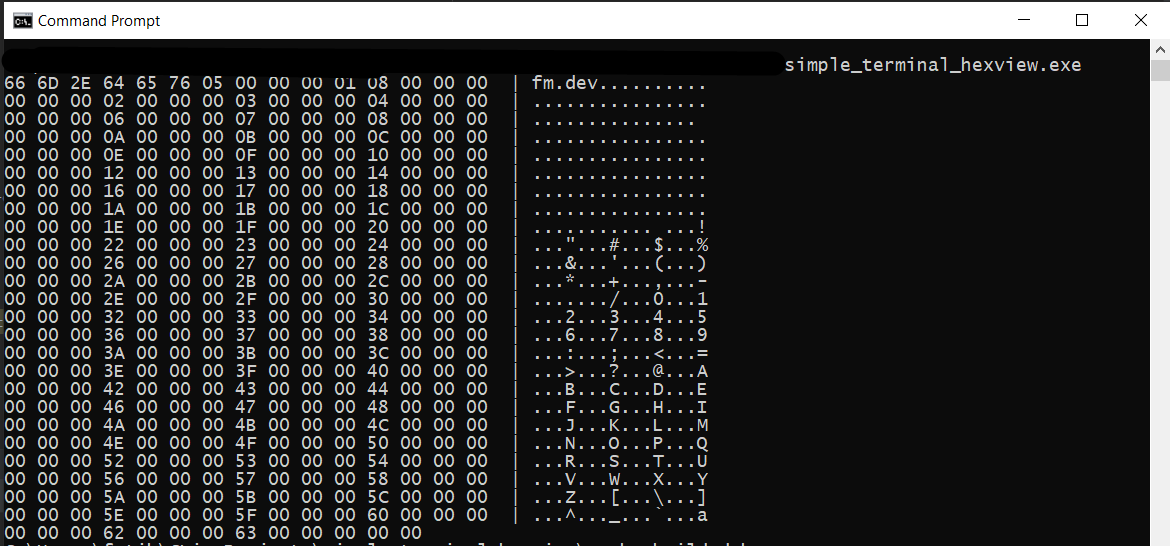 Command Prompt
simple_terminal_hexview.exe
66 6D 2E 64 65 76 05 00 00 00 01 08 00 00 00 | fm.dev..........
00 00 00 02 00 00 00 03 00 00 00 04 00 00 00 | ................
00 00 00 06 00 00 00 07 00 00 00 08 00 00 00 | ...............
00 00 00 0A 00 00 00 0B 00 00 00 0C 00 00 00 | ................
00 00 00 0E 00 00 00 0F 00 00 00 10 00 00 00 | ................
00 00 00 12 00 00 00 13 00 00 00 14 00 00 00 | ................
00 00 00 16 00 00 00 17 00 00 00 18 00 00 00 | ................
00 00 00 1A 00 00 00 1B 00 00 00 1C 00 00 00 | ................
00 00 00 1E 00 00 00 1F 00 00 00 20 00 00 00 | ........... ...!
00 00 00 22 00 00 00 23 00 00 00 24 00 00 00 | ..."...#...$...%
00 00 00 26 00 00 00 27 00 00 00 28 00 00 00 | ...&...'...(...)
00 00 00 2A 00 00 00 2B 00 00 00 2C 00 00 00 | ...*...+...,...-
00 00 00 2E 00 00 00 2F 00 00 00 30 00 00 00 | ......./...0...1
00 00 00 32 00 00 00 33 00 00 00 34 00 00 00 | ...2...3...4...5
00 00 00 36 00 00 00 37 00 00 00 38 00 00 00 | ...6...7...8...9
00 00 00 3A 00 00 00 3B 00 00 00 3C 00 00 00 | ...:...;...<...=
00 00 00 3E 00 00 00 3F 00 00 00 40 00 00 00 | ...>...?...@...A
00 00 00 42 00 00 00 43 00 00 00 44 00 00 00 | ...B...C...D...E
00 00 00 46 00 00 00 47 00 00 00 48 00 00 00 | ...F...G...H...I
00 00 00 4A 00 00 00 4B 00 00 00 4C 00 00 00 | ...J...K...L...M
00 00 00 4E 00 00 00 4F 00 00 00 50 00 00 00 | ...N...O...P...Q
00 00 00 52 00 00 00 53 00 00 00 54 00 00 00 | ...R...S...T...U
00 00 00 56 00 00 00 57 00 00 00 58 00 00 00 | ...V...W...X...Y
00 00 00 5A 00 00 00 5B 00 00 00 5C 00 00 00 | ...Z...[...\...]
00 00 00 5E 00 00 00 5F 00 00 00 60 00 00 00 | ...^..._...`...a
00 00 00 62 00 00 00 63 00 00 00 00 00